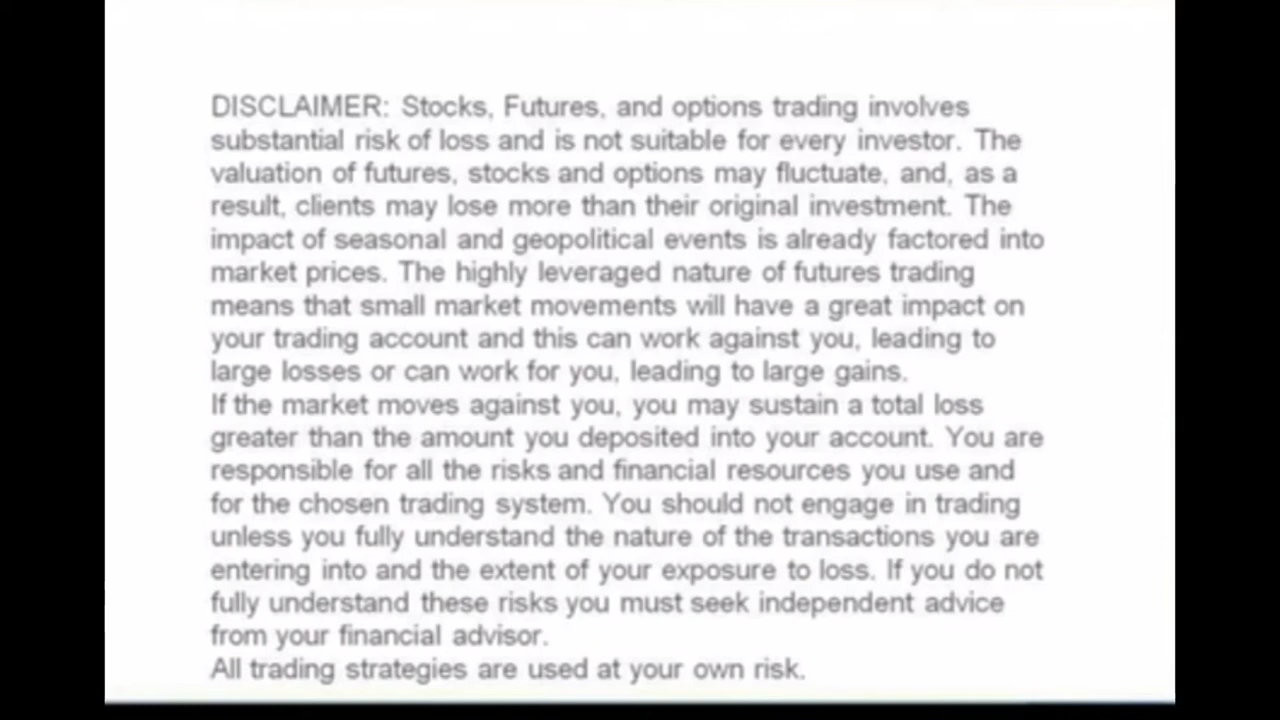 DISCLAIMER: Stocks, Futures, and options trading involves
substantial risk of loss and is not suitable for every investor. The
valuation of futures, stocks and options may fluctuate, and, as a
result, clients may lose more than their original investment. The
impact of seasonal and geopolitical events is already factored into
market prices. The highly leveraged nature of futures trading
means that small market movements will have a great impact on
your trading account and this can work against you, leading to
large losses or can work for you, leading to large gains.
If the market moves against you, you may sustain a total loss
greater than the amount you deposited into your account. You are
responsible for all the risks and financial resources you use and
for the chosen trading system. You should not engage in trading
unless you fully understand the nature of the transactions you are
entering into and the extent of your exposure to loss. If you do not
fully understand these risks you must seek independent advice
from your financial advisor.
All trading strategies are used at your own risk.